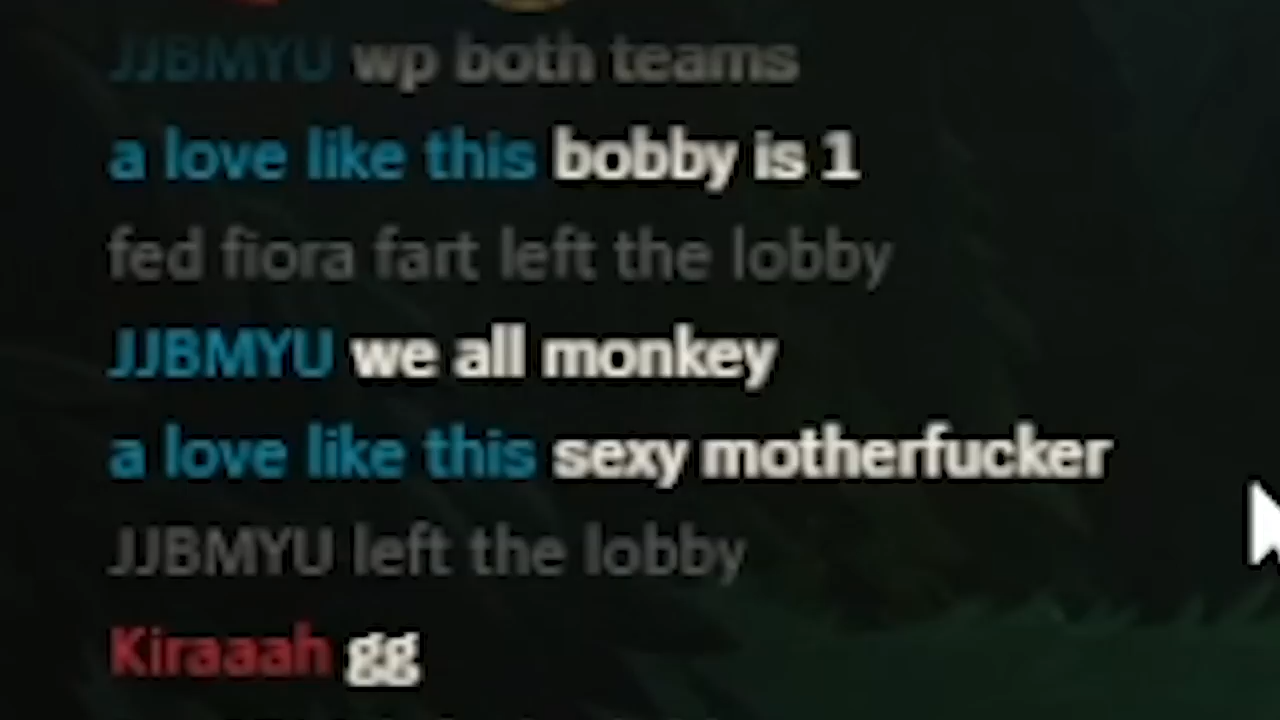 JJBMYU wp both teams
a love like this bobby is 1
fed fiora fart left the lobby
JJBMYU we all monkey
a love like this sexy motherfucker
JJBMYU left the lobby
Kiraaah gg